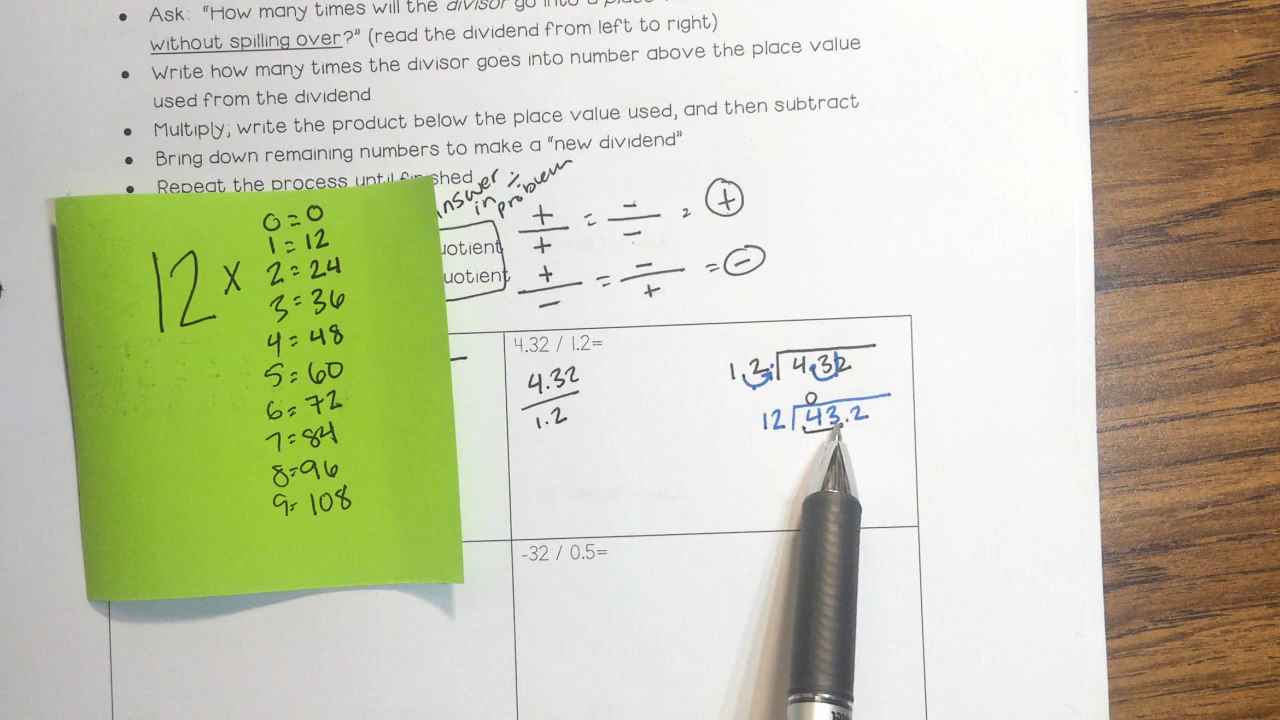 • Ask: "How many times will the divisor go into a
without spilling over?" (read the dividend from left to right)
• Write how many times the divisor goes into number above the place value
used from the dividend
• Multiply; write the product below the place value used, and then subtract
• Bring down remaining numbers to make a "new dividend"
• Repeat the process until finished
answer ÷
in problem
uotient
uotient
+/+ = -/- = +
+/- = -/+ = -
12 x
0 = 0
1 = 12
2 = 24
3 = 36
4 = 48
5 = 60
6 = 72
7 = 84
8 = 96
9 = 108
4.32 / 1.2=
4.32
1.2
1.2 4.32
0
12 43.2
-32 / 0.5=